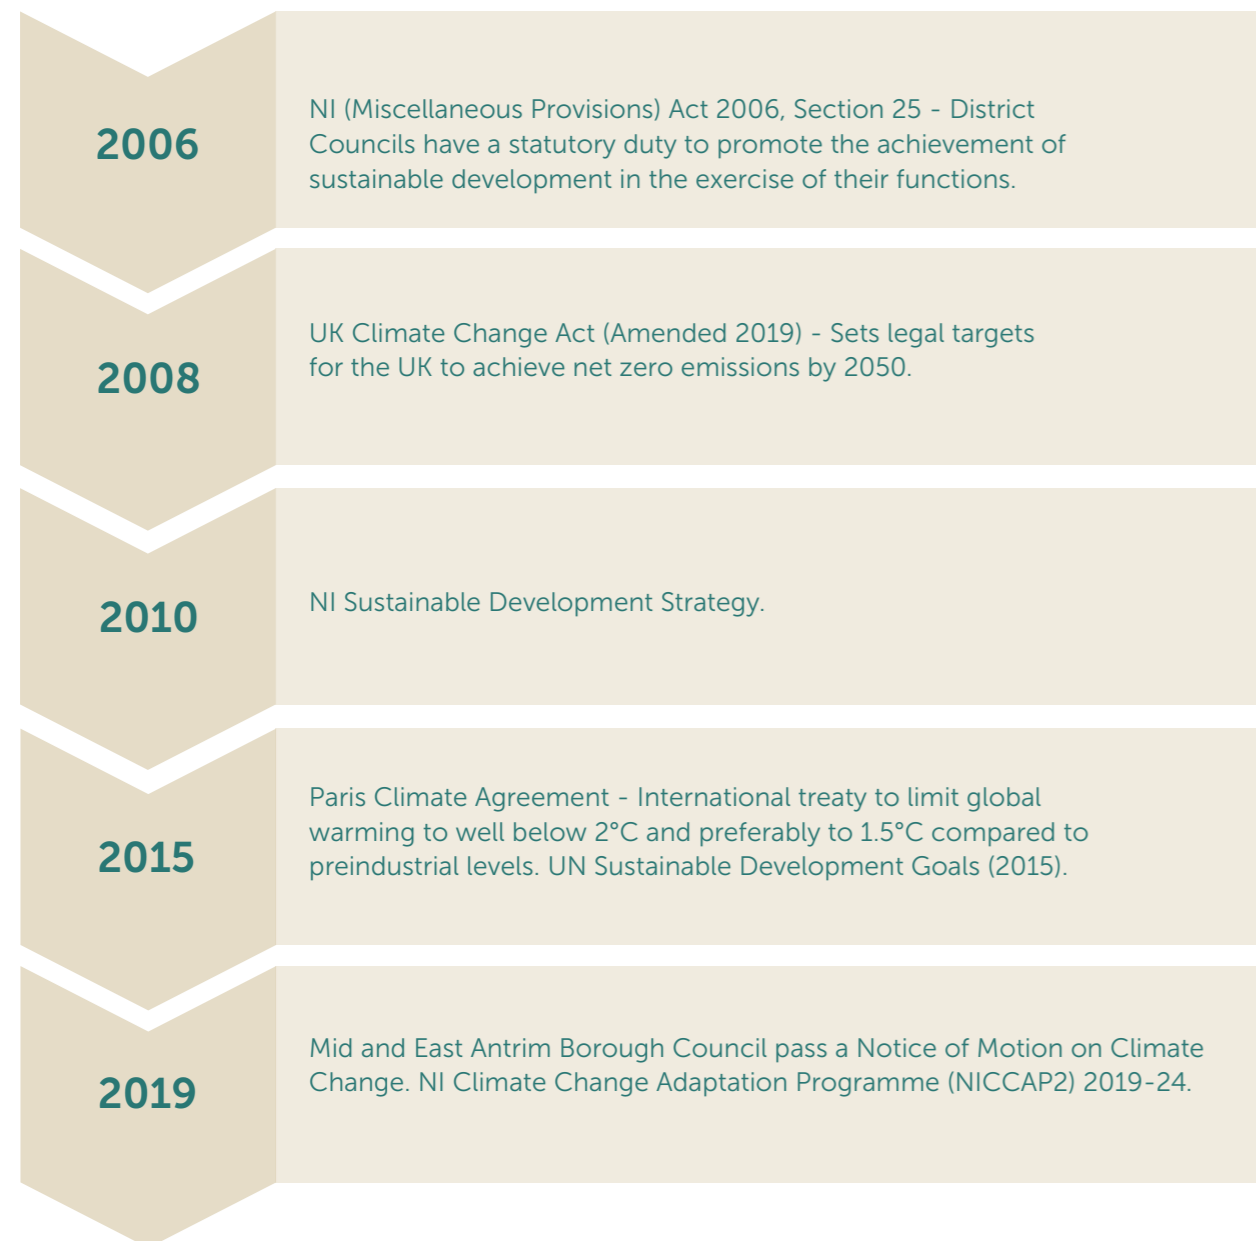 2006
NI (Miscellaneous Provisions) Act 2006, Section 25 - District
Councils have a statutory duty to promote the achievement of
sustainable development in the exercise of their functions.
2008
UK Climate Change Act (Amended 2019) - Sets legal targets
for the UK to achieve net zero emissions by 2050.
2010
NI Sustainable Development Strategy.
2015
Paris Climate Agreement - International treaty to limit global
warming to well below 2°C and preferably to 1.5°C compared to
preindustrial levels. UN Sustainable Development Goals (2015).
2019
Mid and East Antrim Borough Council pass a Notice of Motion on Climate
Change. NI Climate Change Adaptation Programme (NICCAP2) 2019-24.